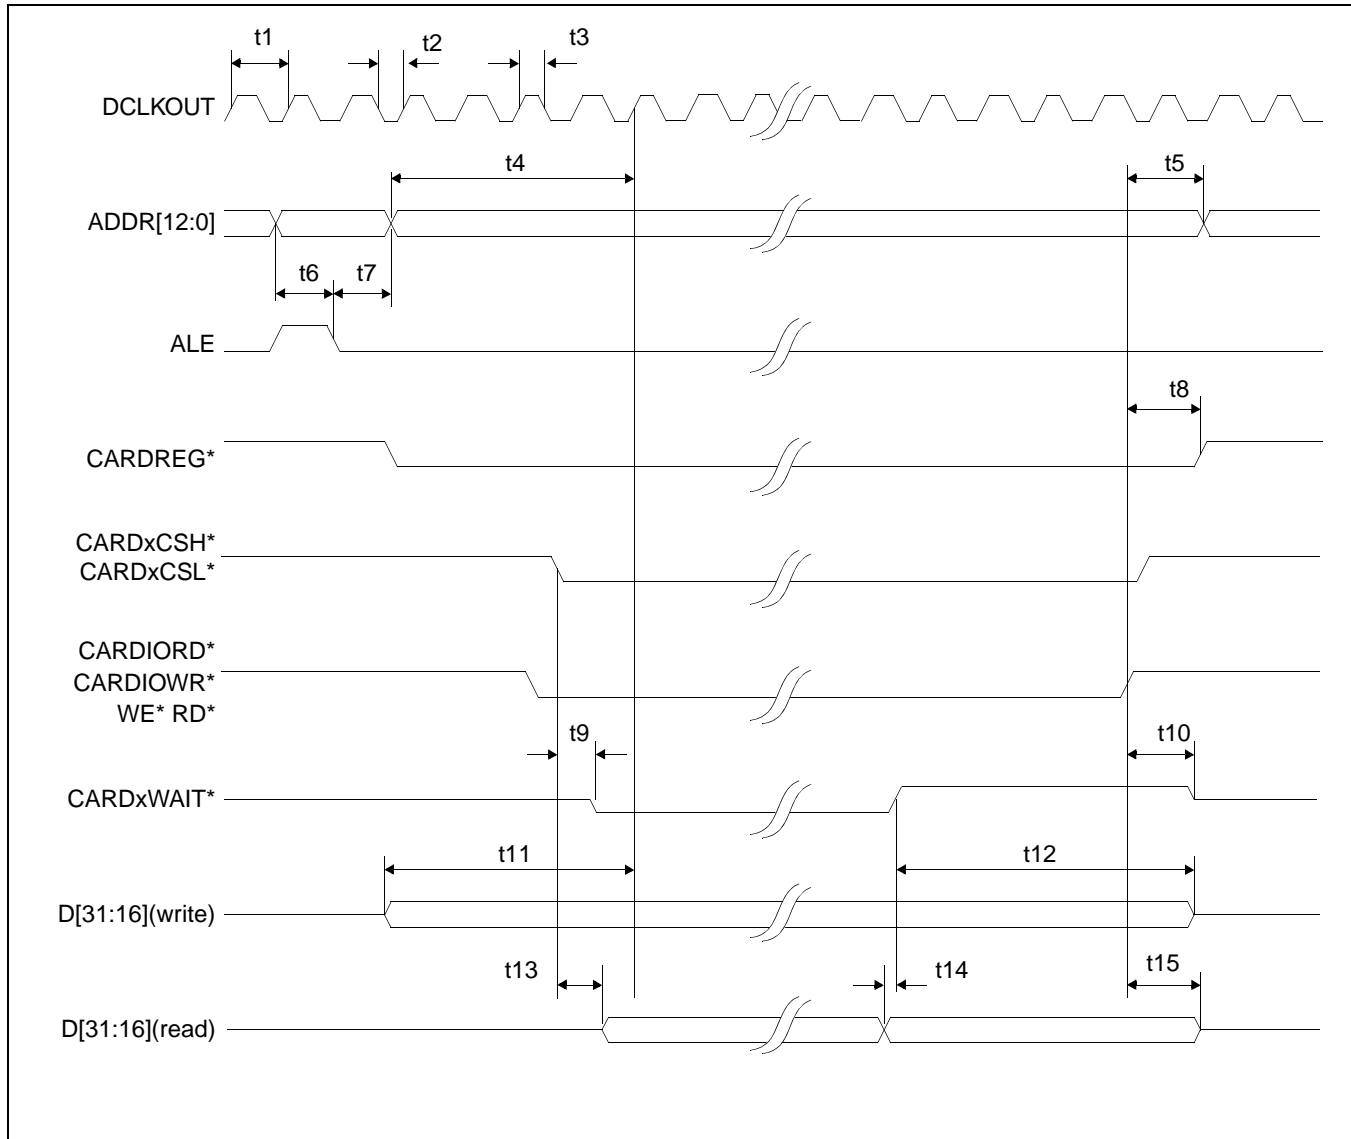 t1
t2
t3
DCLKOUT
t4
t5
ADDR[12:0]
t6
t7
ALE
t8
CARDREG*
CARDxCSH*
CARDxCSL*
CARDIORD*
CARDIOWR*
WE* RD*
t9
t10
CARDxWAIT*
t11
t12
D[31:16](write)
t13
t14
t15
D[31:16](read)